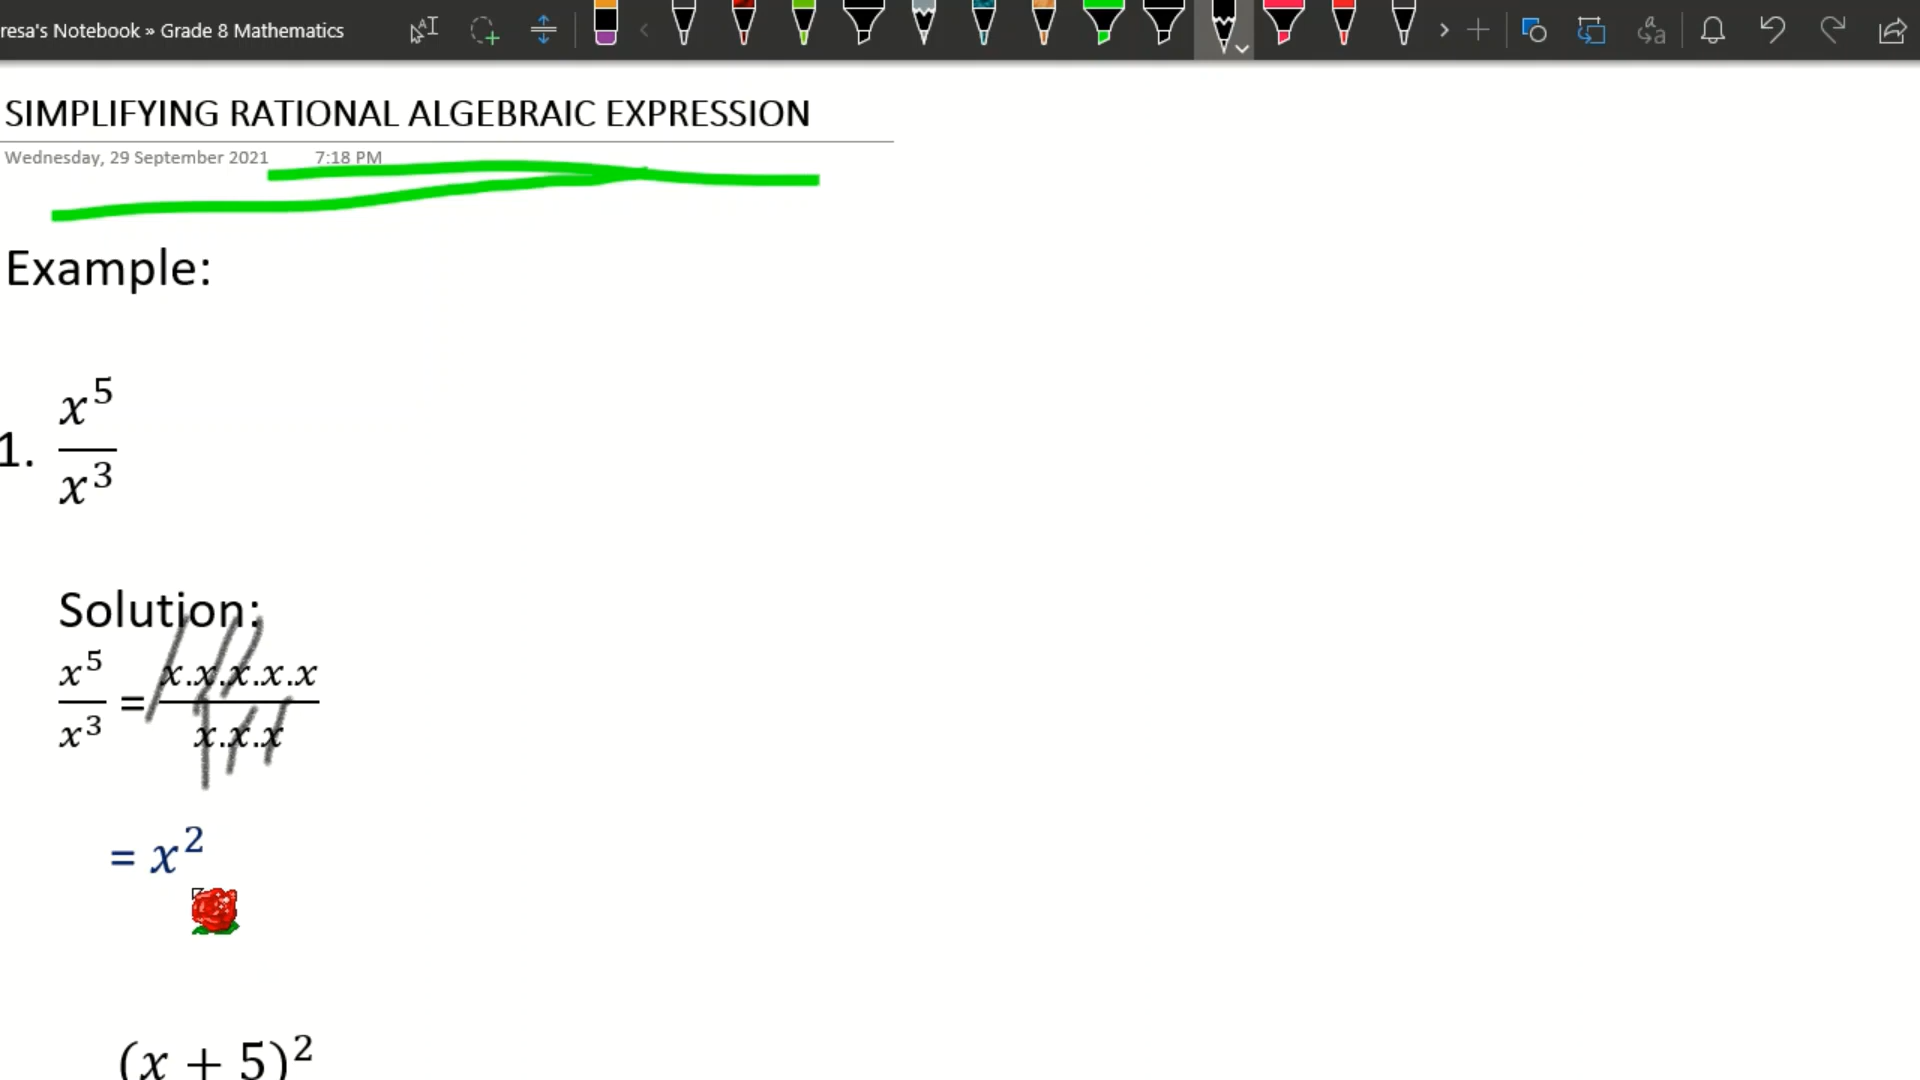 resa's Notebook » Grade 8 Mathematics
SIMPLIFYING RATIONAL ALGEBRAIC EXPRESSION
Wednesday, 29 September 2021 7:18 PM
Example:
1. x^5 / x^3
Solution:
x^5 / x^3 = x.x.x.x.x / x.x.x
= x^2
(x + 5)^2